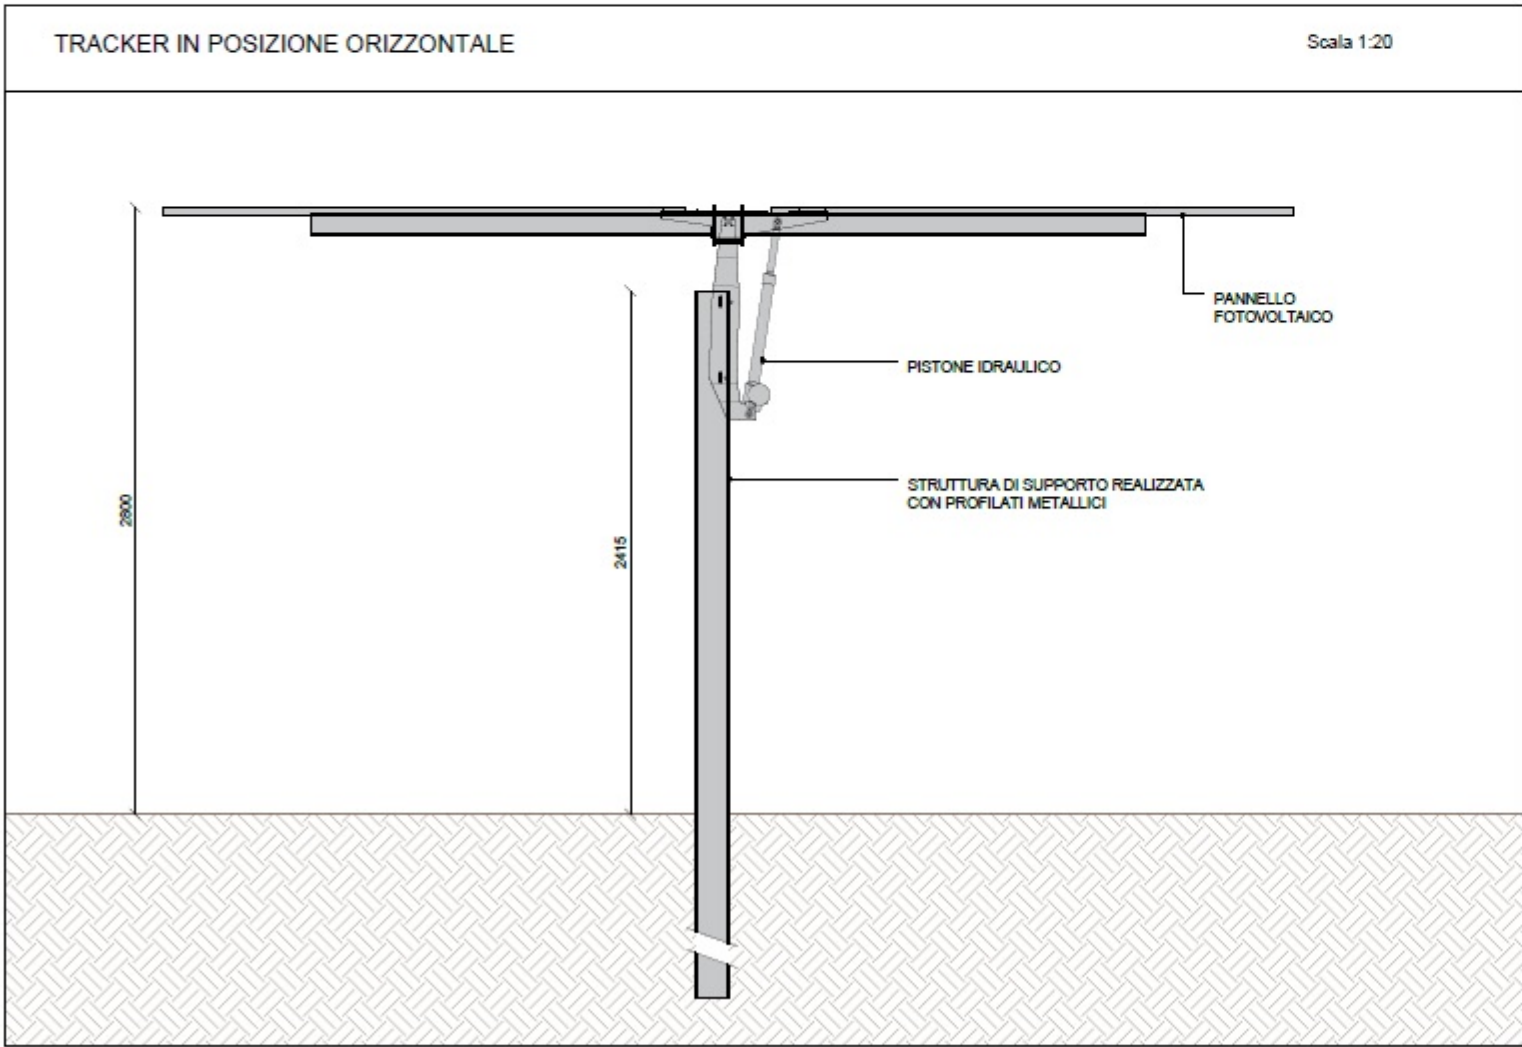 TRACKER IN POSIZIONE ORIZZONTALE
Scala 1:20
PANNELLO
FOTOVOLTAICO
PISTONE IDRAULICO
STRUTTURA DI SUPPORTO REALIZZATA
CON PROFILATI METALLICI
2800
2415